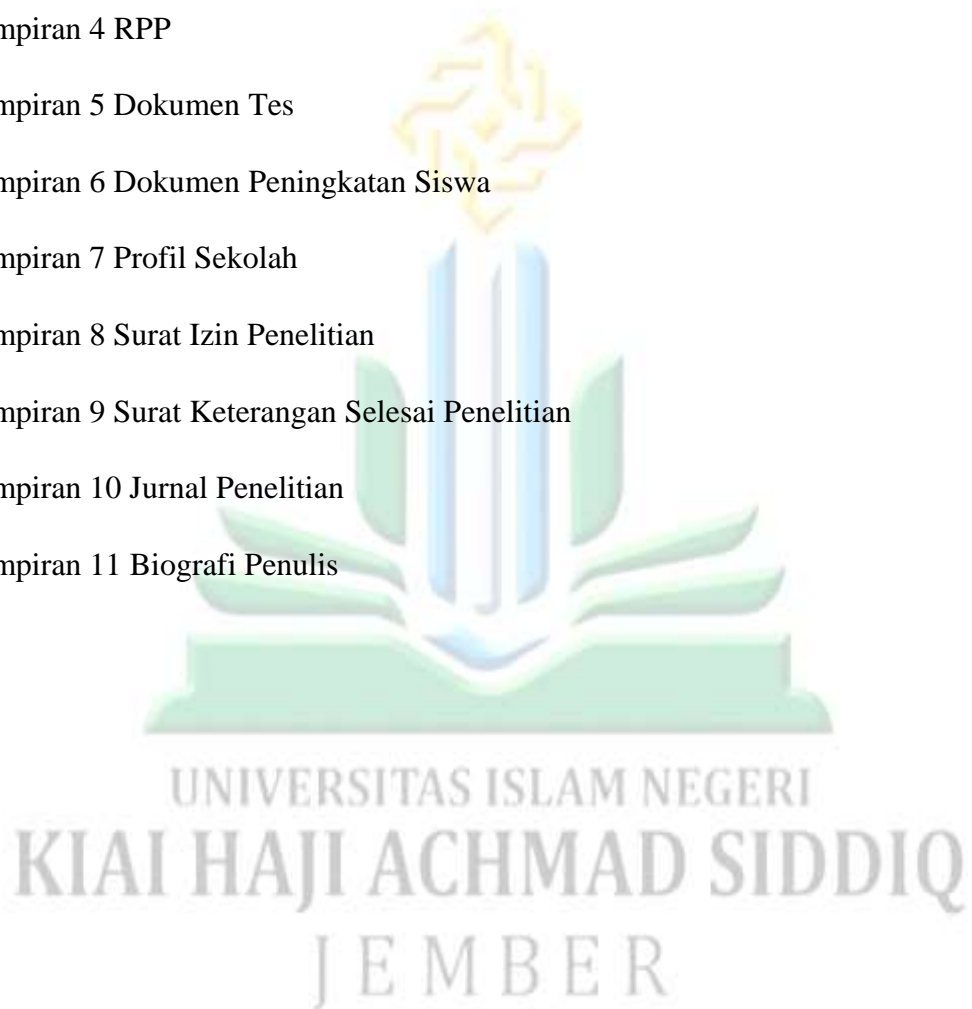 mpiran 4 RPP
mpiran 5 Dokumen Tes
mpiran 6 Dokumen Peningkatan Siswa
mpiran 7 Profil Sekolah
mpiran 8 Surat Izin Penelitian
mpiran 9 Surat Keterangan Selesai Penelitian
mpiran 10 Jurnal Penelitian
mpiran 11 Biografi Penulis
UNIVERSITAS ISLAM NEGERI
KIAI HAJI ACHMAD SIDDIQ
JEMBER